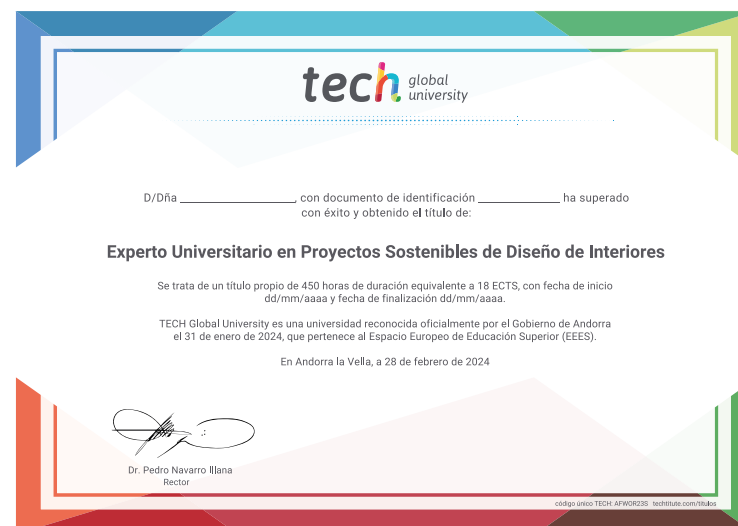 tech global university
D/Dña ______________________, con documento de identificación ________________ ha superado
con éxito y obtenido el título de:
Experto Universitario en Proyectos Sostenibles de Diseño de Interiores
Se trata de un título propio de 450 horas de duración equivalente a 18 ECTS, con fecha de inicio
dd/mm/aaaa y fecha de finalización dd/mm/aaaa.
TECH Global University es una universidad reconocida oficialmente por el Gobierno de Andorra
el 31 de enero de 2024, que pertenece al Espacio Europeo de Educación Superior (EEES).
En Andorra la Vella, a 28 de febrero de 2024
Dr. Pedro Navarro Illana
Rector
código único TECH: AFWOR23S techtitute.com/titulos